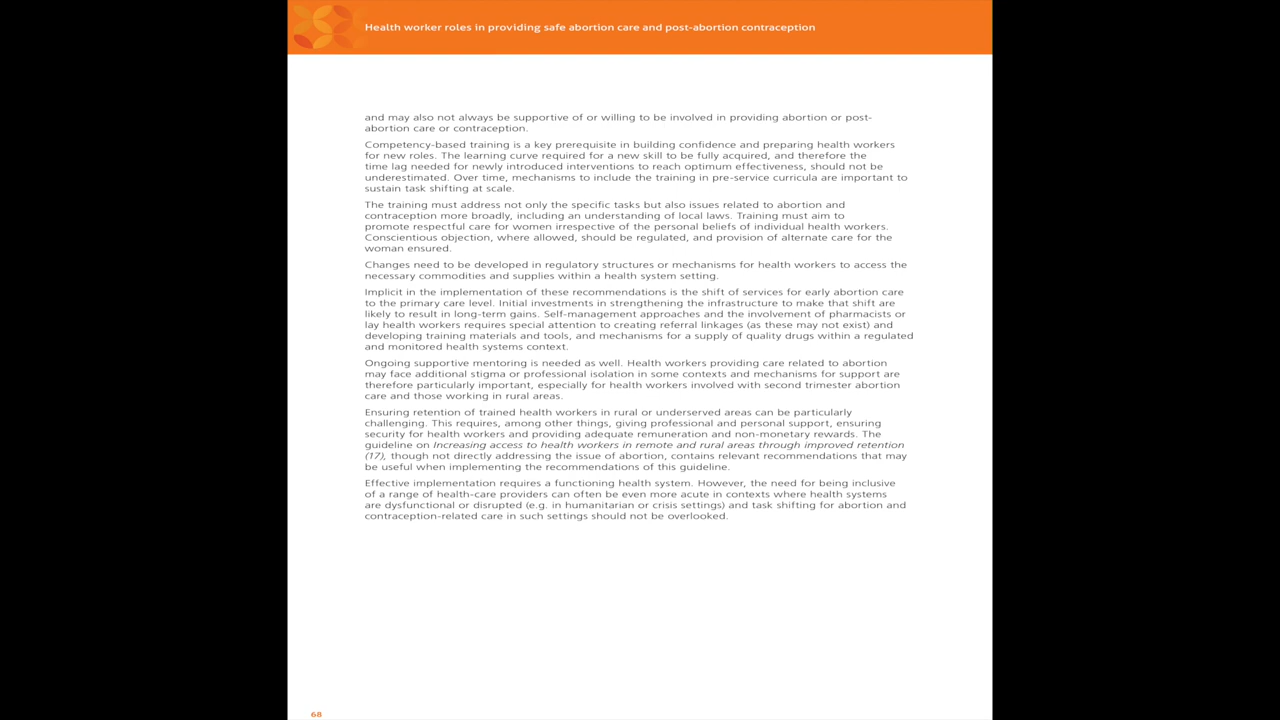 Health worker roles in providing safe abortion care and post-abortion contraception
and may also not always be supportive of or willing to be involved in providing abortion or post-
abortion care or contraception.
Competency-based training is a key prerequisite in building confidence and preparing health workers
for new roles. The learning curve required for a new skill to be fully acquired, and therefore the
time lag needed for newly introduced interventions to reach optimum effectiveness, should not be
underestimated. Over time, mechanisms to include the training in pre-service curricula are important to
sustain task shifting at scale.
The training must address not only the specific tasks but also issues related to abortion and
contraception more broadly, including an understanding of local laws. Training must aim to
promote respectful care for women irrespective of the personal beliefs of individual health workers.
Conscientious objection, where allowed, should be regulated, and provision of alternate care for the
woman ensured.
Changes need to be developed in regulatory structures or mechanisms for health workers to access the
necessary commodities and supplies within a health system setting.
Implicit in the implementation of these recommendations is the shift of services for early abortion care
to the primary care level. Initial investments in strengthening the infrastructure to make that shift are
likely to result in long-term gains. Self-management approaches and the involvement of pharmacists or
lay health workers requires special attention to creating referral linkages (as these may not exist) and
developing training materials and tools, and mechanisms for a supply of quality drugs within a regulated
and monitored health systems context.
Ongoing supportive mentoring is needed as well. Health workers providing care related to abortion
may face additional stigma or professional isolation in some contexts and mechanisms for support are
therefore particularly important, especially for health workers involved with second trimester abortion
care and those working in rural areas.
Ensuring retention of trained health workers in rural or underserved areas can be particularly
challenging. This requires, among other things, giving professional and personal support, ensuring
security for health workers and providing adequate remuneration and non-monetary rewards. The
guideline on Increasing access to health workers in remote and rural areas through improved retention
(17), though not directly addressing the issue of abortion, contains relevant recommendations that may
be useful when implementing the recommendations of this guideline.
Effective implementation requires a functioning health system. However, the need for being inclusive
of a range of health-care providers can often be even more acute in contexts where health systems
are dysfunctional or disrupted (e.g. in humanitarian or crisis settings) and task shifting for abortion and
contraception-related care in such settings should not be overlooked.
68